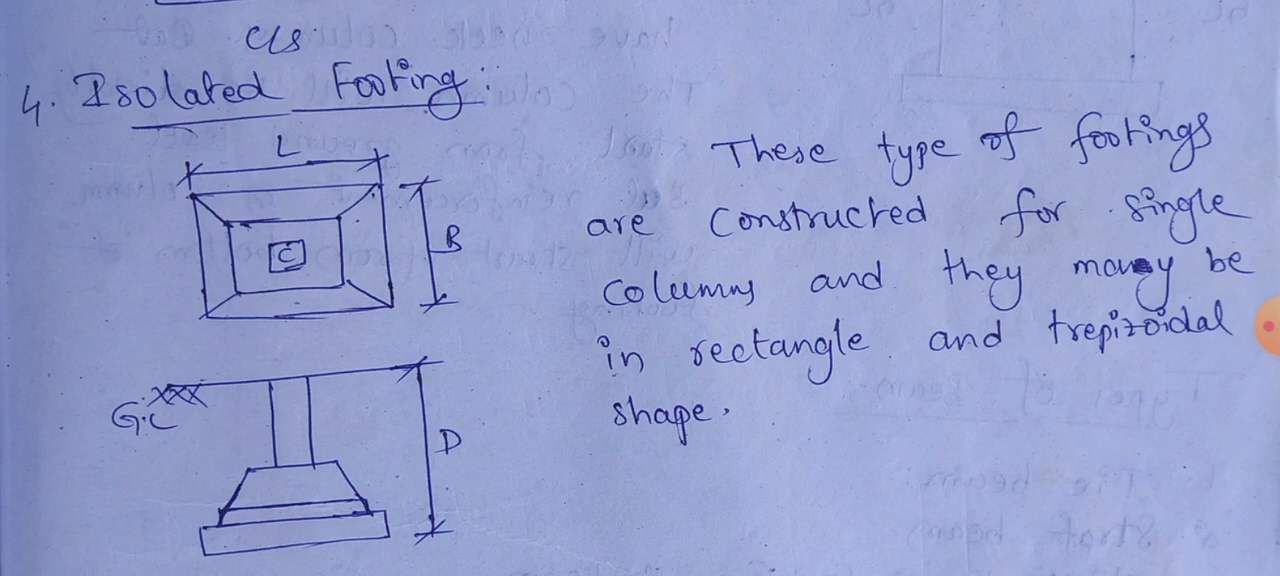 c/s
4. Isolated Footing:
L
B
C
These type of footings
are constructed for single
columns and they maney be
in rectangle and trepizoidal
shape.
G.L
D